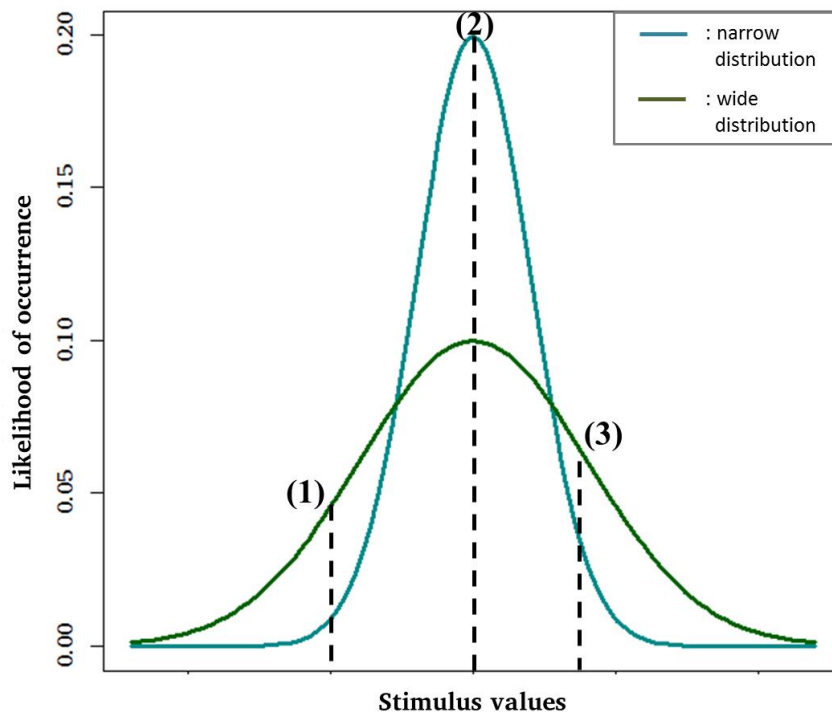 (2)
: narrow
distribution
: wide
distribution
0.20
0.15
0.10
0.05
0.00
Likelihood of occurrence
(1)
(3)
Stimulus values